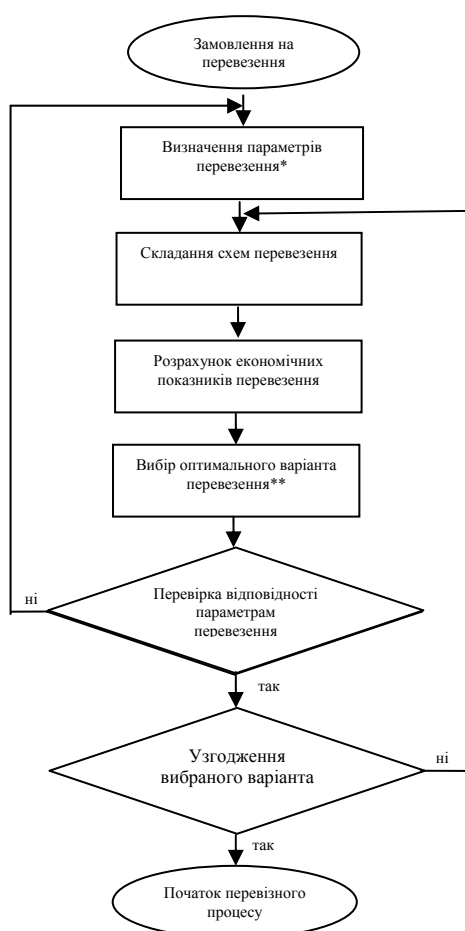 Замовлення на
перевезення
Визначення параметрів
перевезення*
Складання схем перевезення
Розрахунок економічних
показників перевезення
Вибір оптимального варіанта
перевезення**
Перевірка відповідності
параметрам
перевезення
ні
так
Узгодження
вибраного варіанта
ні
так
Початок перевізного
процесу